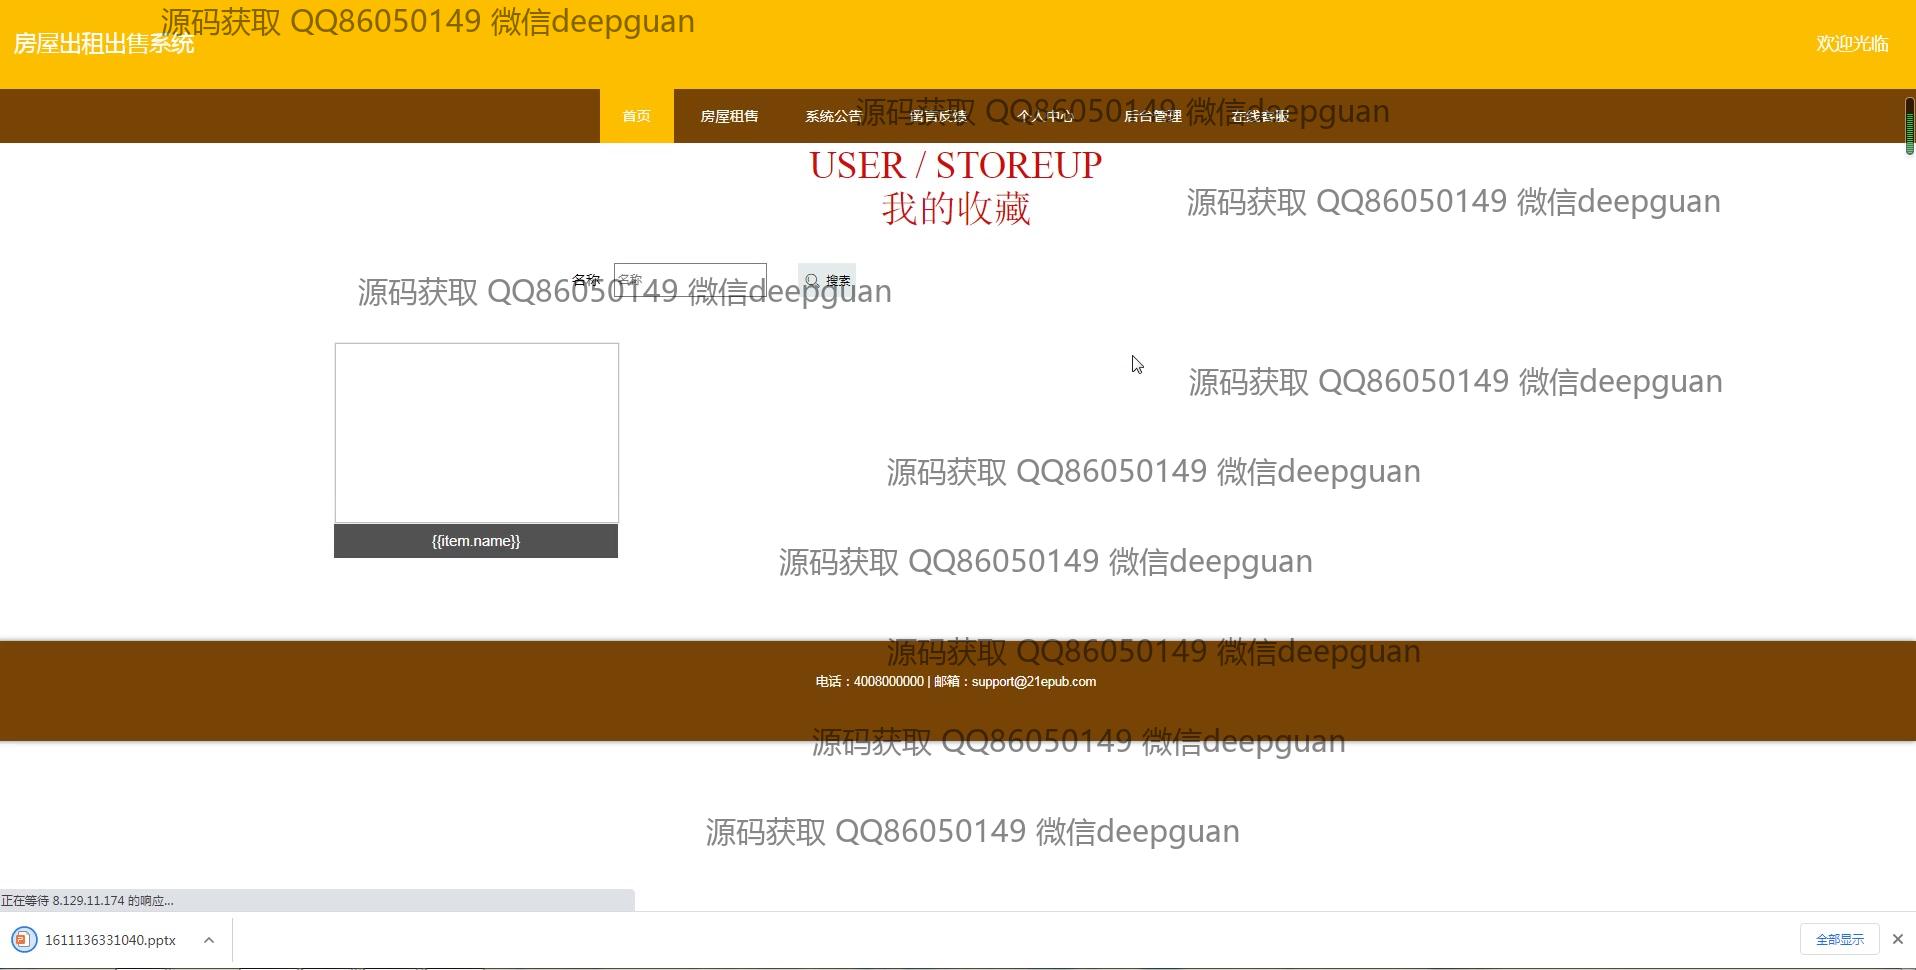 源码获取 QQ86050149 微信deepguan
房屋出租出售系统
欢迎光临
首页 房屋租售 系统公告 留言反馈 个人中心 后台管理 在线客服
源码获取 QQ86050149 微信deepguan
USER / STOREUP
我的收藏
源码获取 QQ86050149 微信deepguan
名称 名称 搜索
源码获取 QQ86050149 微信deepguan
源码获取 QQ86050149 微信deepguan
源码获取 QQ86050149 微信deepguan
{{item.name}}
源码获取 QQ86050149 微信deepguan
源码获取 QQ86050149 微信deepguan
电话：4008000000 | 邮箱：support@21epub.com
源码获取 QQ86050149 微信deepguan
源码获取 QQ86050149 微信deepguan
正在等待 8.129.11.174 的响应...
1611136331040.pptx
全部显示